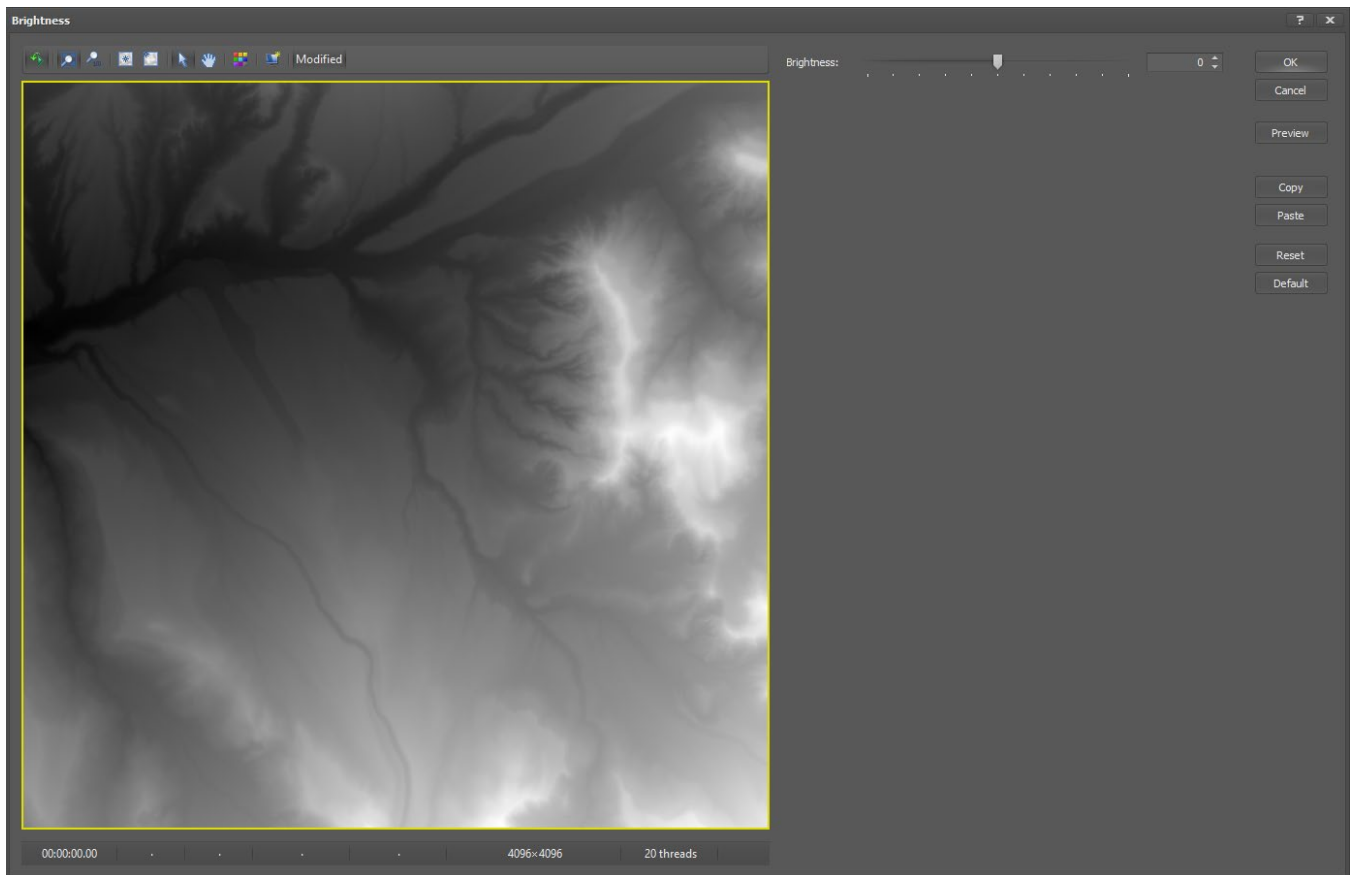 Brightness
? x
Modified
Brightness: 0
OK
Cancel
Preview
Copy
Paste
Reset
Default
00:00:00.00 . . . . 4096×4096 20 threads